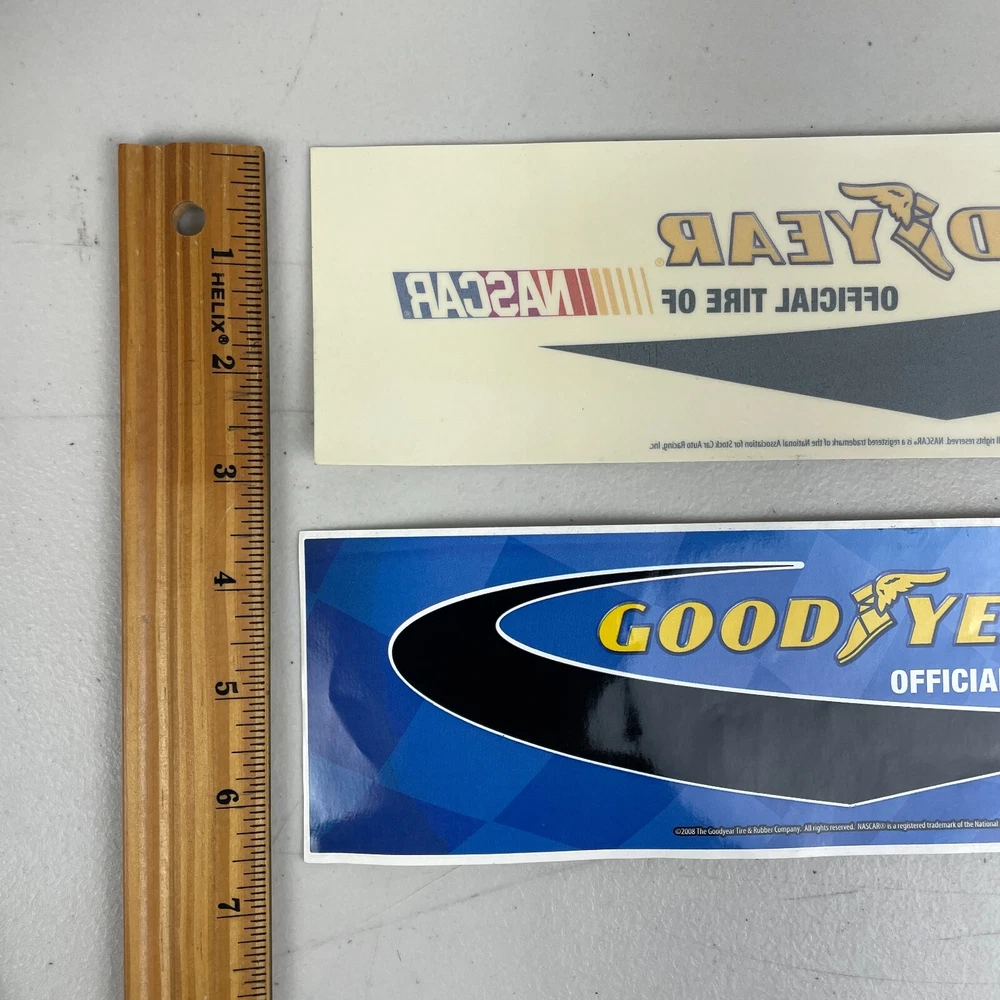 1
HELIX®
2
3
4
5
6
7
YEAR®
OFFICIAL TIRE OF
NASCAR
rights reserved. NASCAR® is a registered trademark of the National Association for Stock Car Auto Racing, Inc.
GOOD YE
OFFICIA
©2008 The Goodyear Tire & Rubber Company. All rights reserved. NASCAR® is a registered trademark of the National